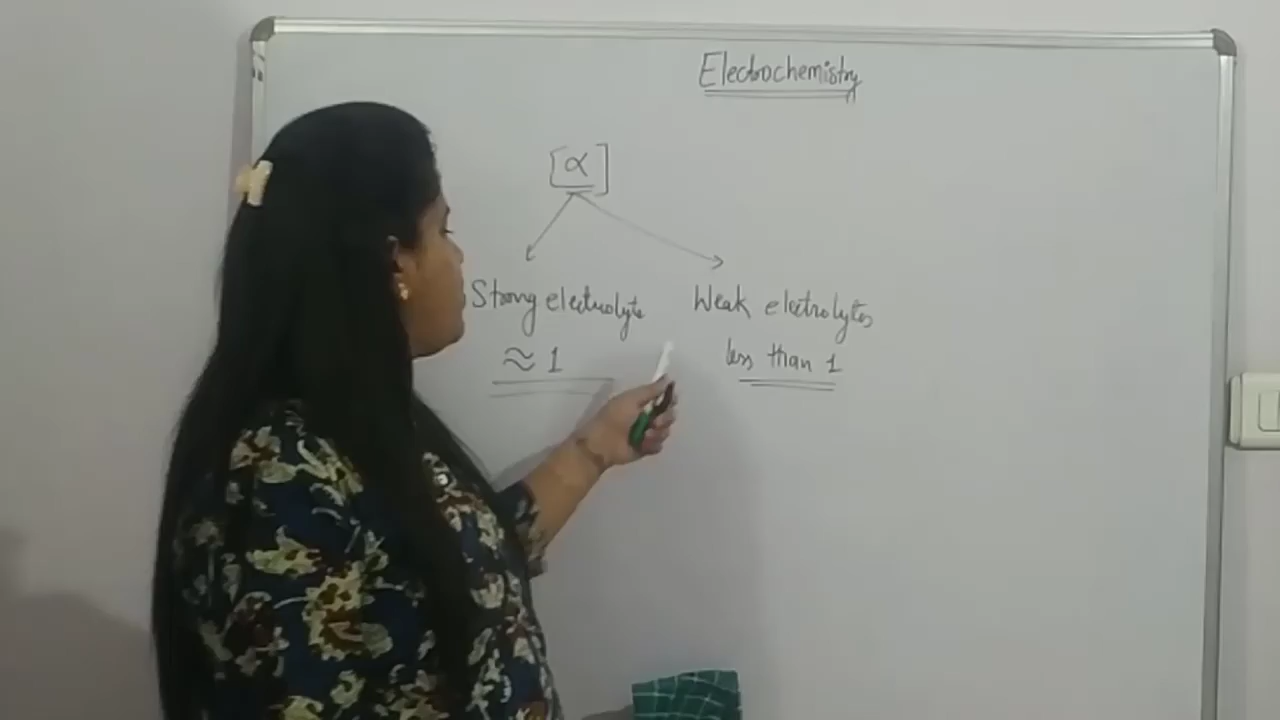 Electrochemistry
[α]
Strong electrolyte
Weak electrolytes
≈ 1
less than 1